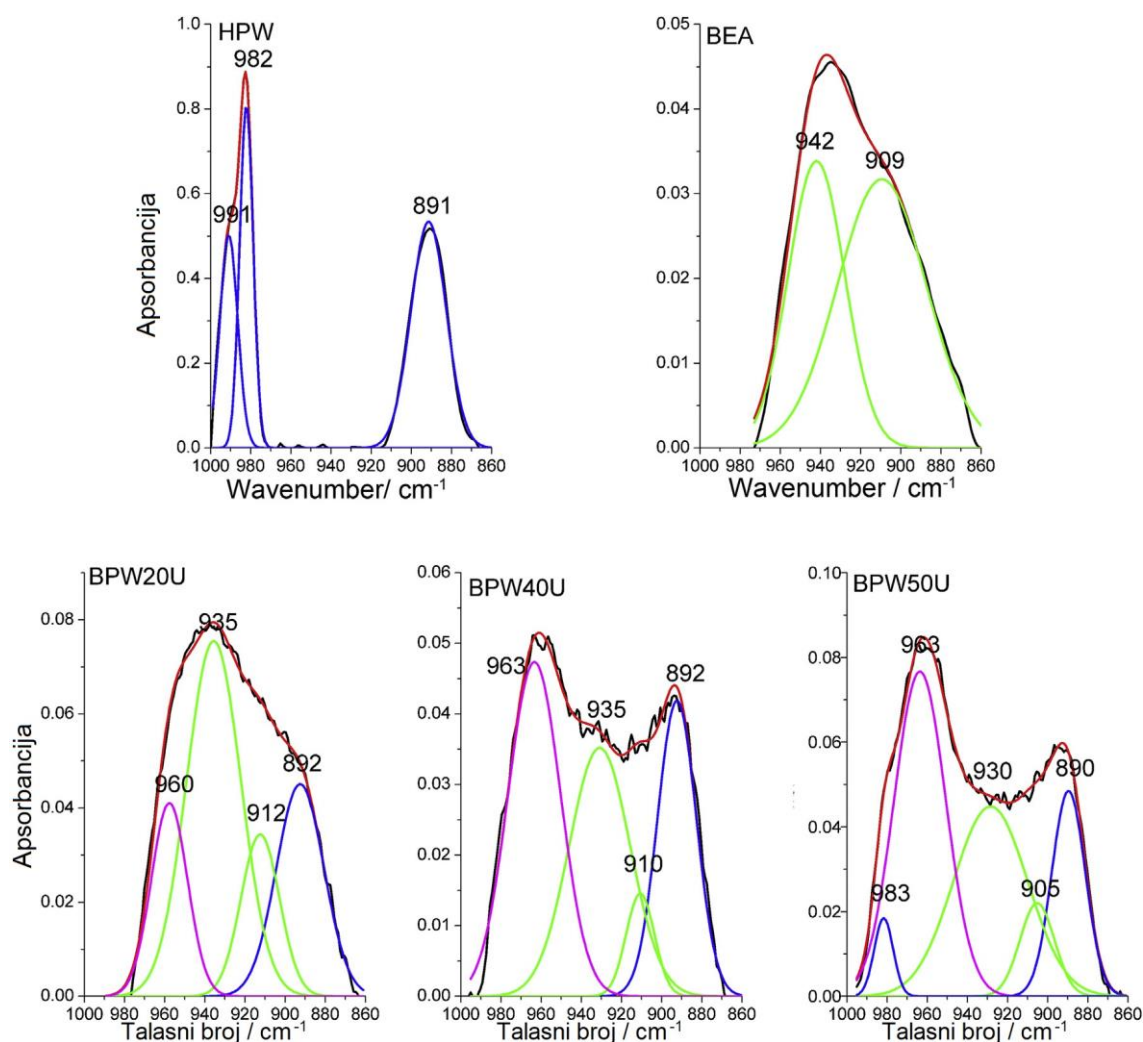 HPW
1.0
0.8
0.6
0.4
0.2
0.0
982
991
891
1000 980 960 940 920 900 880 860
Wavenumber/ cm-1
Apsorbancija
BEA
0.05
0.04
0.03
0.02
0.01
0.00
942
909
1000 980 960 940 920 900 880 860
Wavenumber / cm-1
BPW20U
0.08
0.06
0.04
0.02
0.00
935
960
912
892
1000 980 960 940 920 900 880 860
Talasni broj / cm-1
Apsorbancija
BPW40U
0.06
0.05
0.04
0.03
0.02
0.01
0.00
963
935
910
892
1000 980 960 940 920 900 880 860
Talasni broj / cm-1
BPW50U
0.10
0.08
0.06
0.04
0.02
0.00
963
983
930
905
890
1000 980 960 940 920 900 880 860
Talasni broj / cm-1